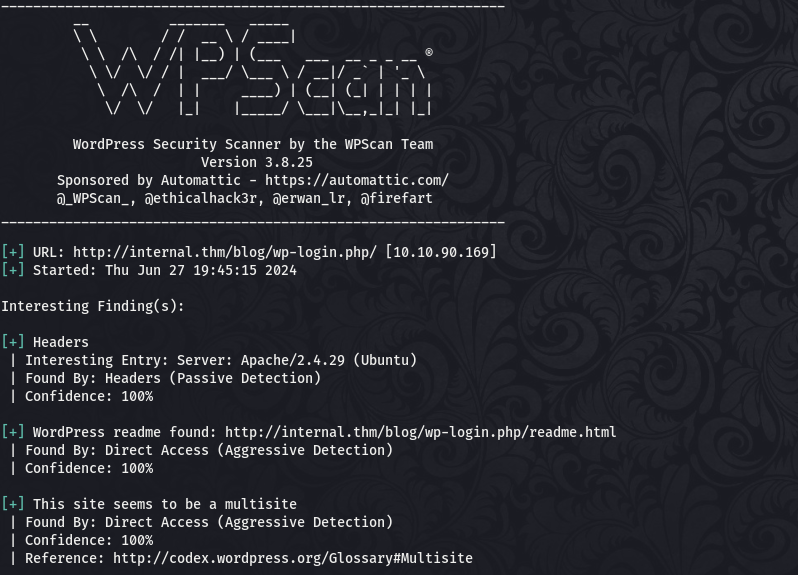 _______________________________________________________________
         __          _______   _____
         \ \        / /  __ \ / ____|
          \ \  /\  / /| |__) | (___   ___  __ _ _ __ ®
           \ \/  \/ / |  ___/ \___ \ / __|/ _` | '_ \
            \  /\  /  | |     ____) | (__| (_| | | | |
             \/  \/   |_|    |_____/ \___|\__,_|_| |_|

         WordPress Security Scanner by the WPScan Team
                         Version 3.8.25
       Sponsored by Automattic - https://automattic.com/
       @_WPScan_, @ethicalhack3r, @erwan_lr, @firefart
_______________________________________________________________

[+] URL: http://internal.thm/blog/wp-login.php/ [10.10.90.169]
[+] Started: Thu Jun 27 19:45:15 2024

Interesting Finding(s):

[+] Headers
 | Interesting Entry: Server: Apache/2.4.29 (Ubuntu)
 | Found By: Headers (Passive Detection)
 | Confidence: 100%

[+] WordPress readme found: http://internal.thm/blog/wp-login.php/readme.html
 | Found By: Direct Access (Aggressive Detection)
 | Confidence: 100%

[+] This site seems to be a multisite
 | Found By: Direct Access (Aggressive Detection)
 | Confidence: 100%
 | Reference: http://codex.wordpress.org/Glossary#Multisite